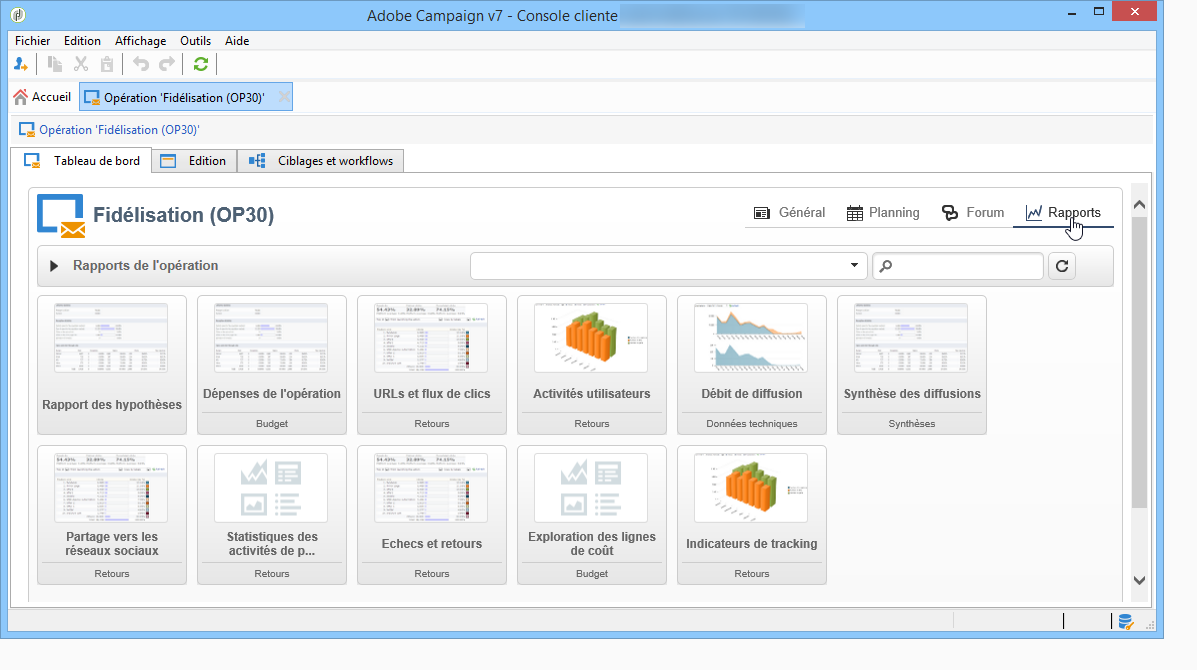 Adobe Campaign v7 - Console cliente
Fichier Edition Affichage Outils Aide
Accueil Opération 'Fidélisation (OP30)'
Opération 'Fidélisation (OP30)'
Tableau de bord Edition Ciblages et workflows
Fidélisation (OP30) Général Planning Forum Rapports
Rapports de l'opération
Rapport des hypothèses
Dépenses de l'opération
Budget
URLs et flux de clics
Retours
Activités utilisateurs
Retours
Débit de diffusion
Données techniques
Synthèse des diffusions
Synthèses
Partage vers les
réseaux sociaux
Retours
Statistiques des
activités de p...
Retours
Echecs et retours
Retours
Exploration des lignes
de coût
Budget
Indicateurs de tracking
Retours